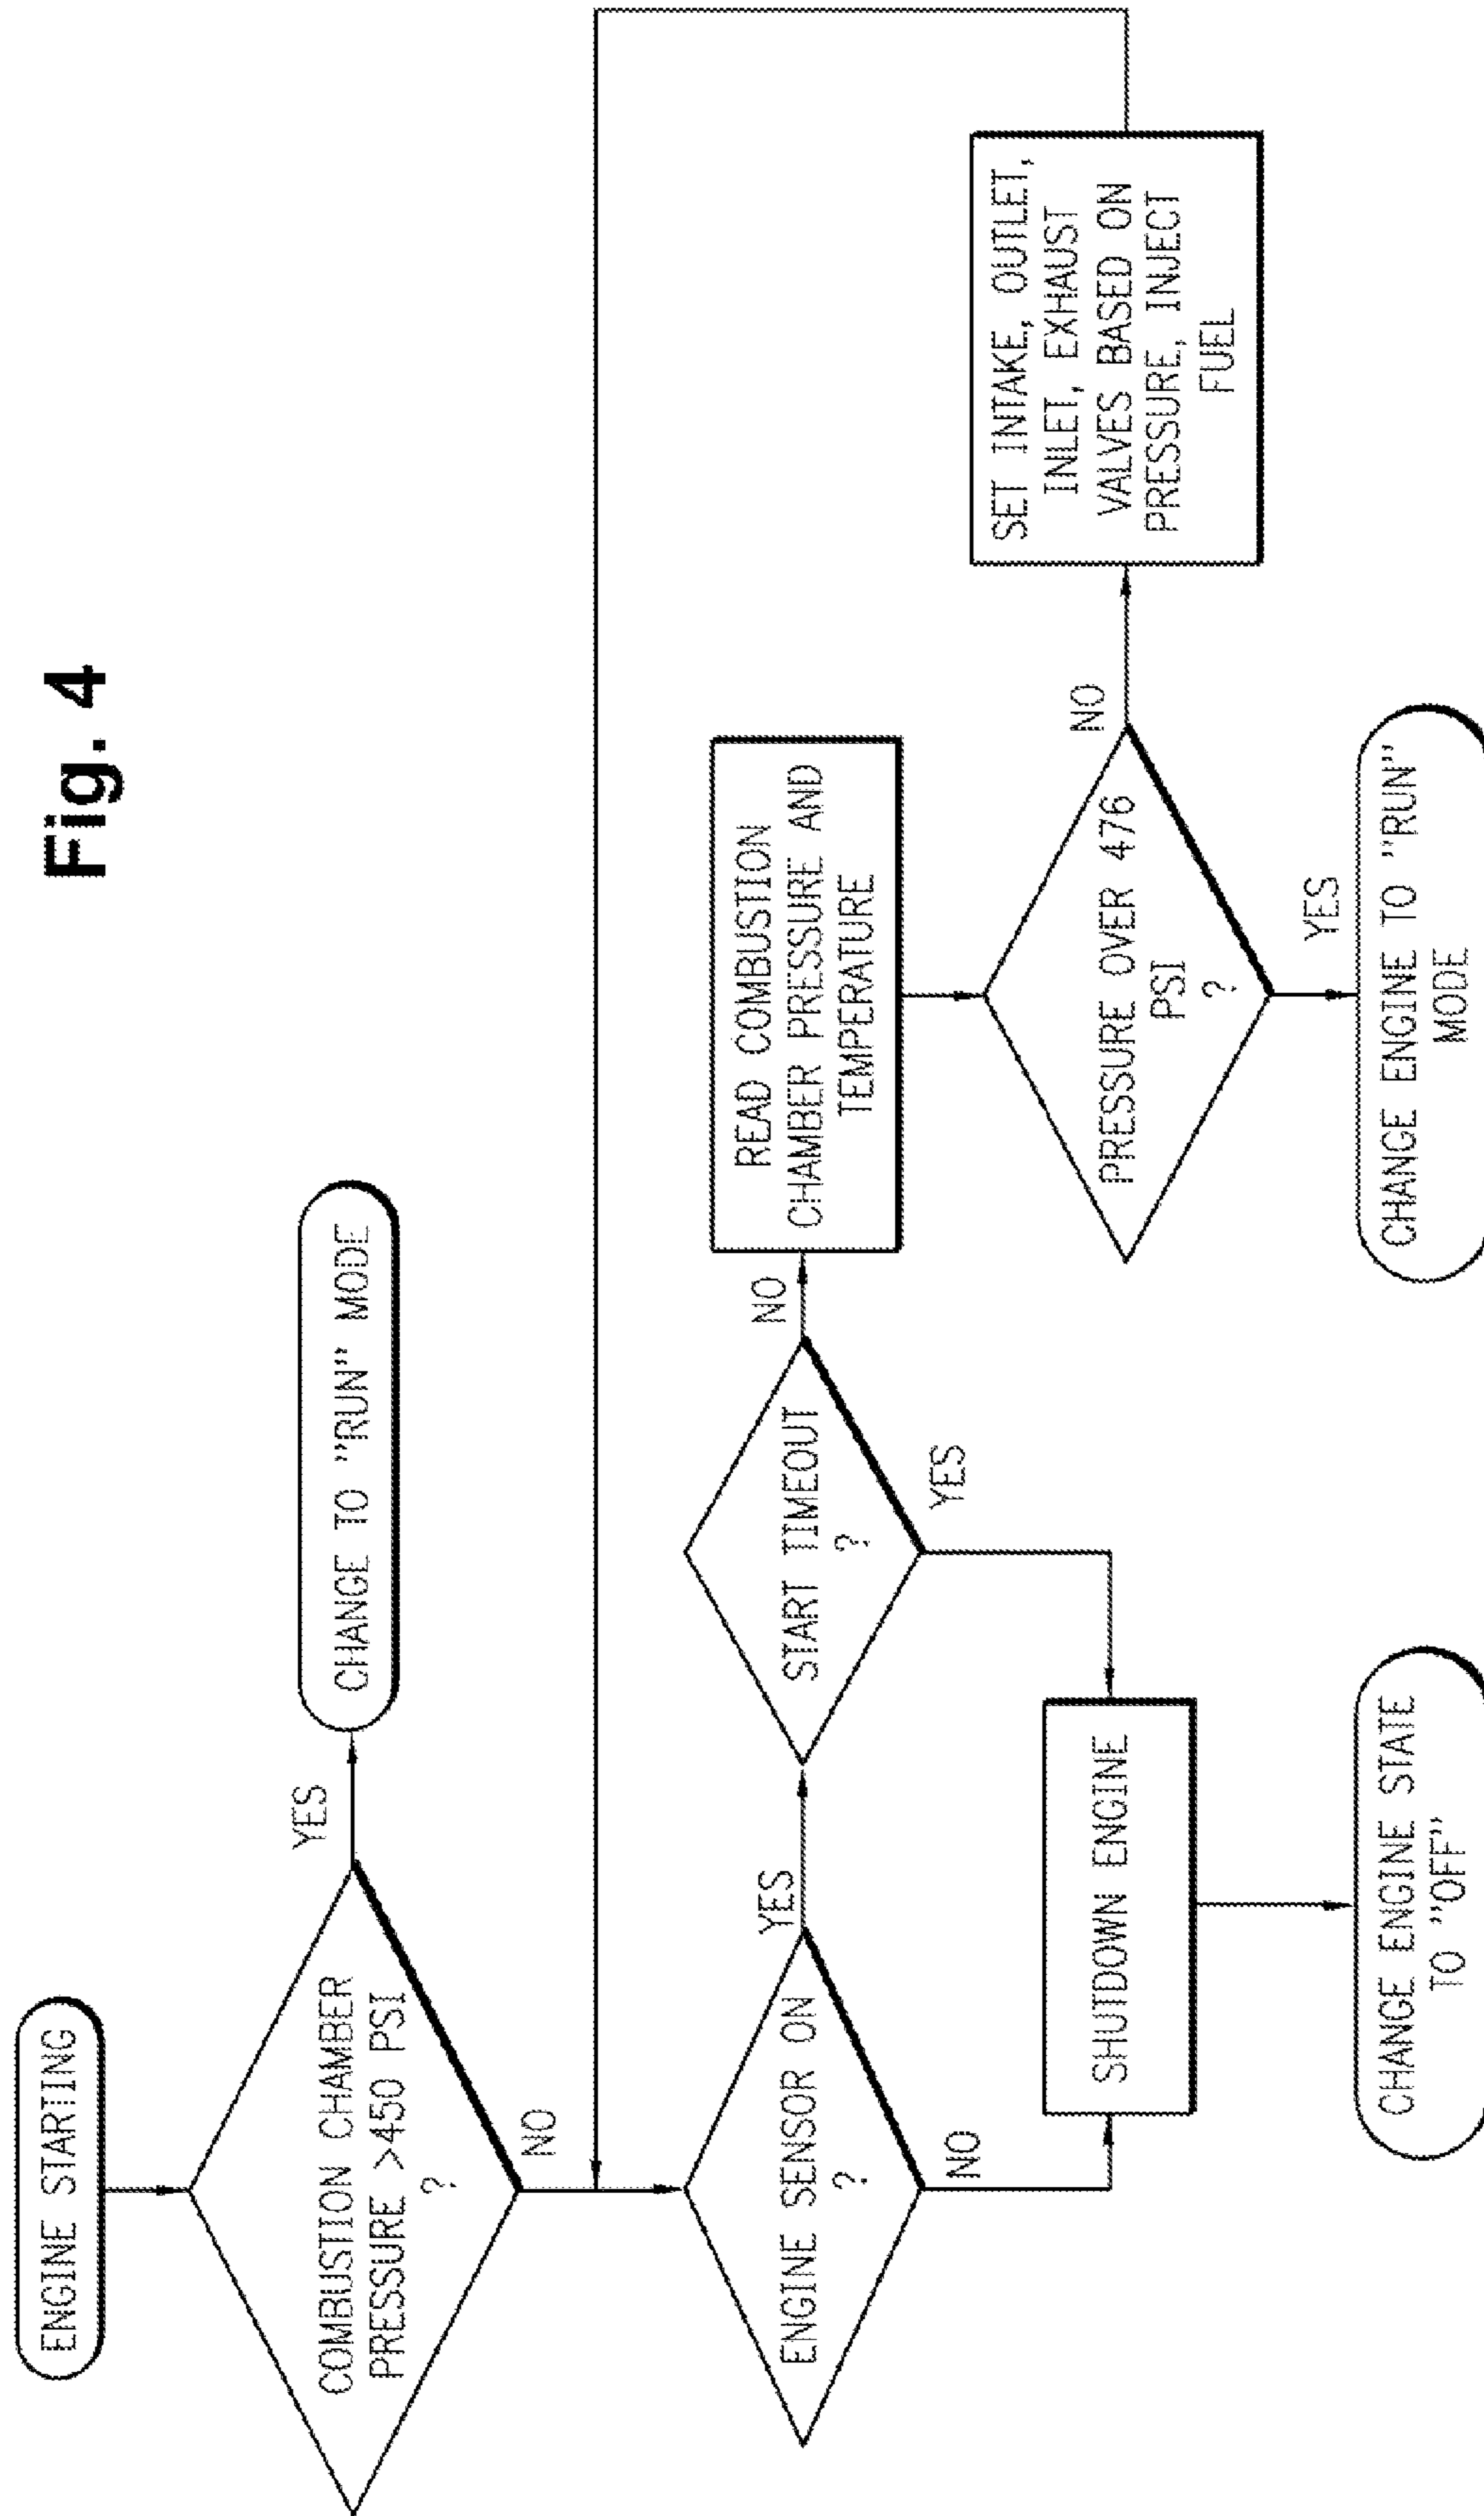 Fig. 4
ENGINE STARTING
COMBUSTION CHAMBER
PRESSURE >450 PSI
?
YES
CHANGE TO "RUN" MODE
NO
ENGINE SENSOR ON
?
YES
START TIMEOUT
?
NO
READ COMBUSTION
CHAMBER PRESSURE AND
TEMPERATURE
NO
YES
SHUTDOWN ENGINE
PRESSURE OVER 476
PSI
?
NO
SET INTAKE, OUTLET,
INLET, EXHAUST
VALVES BASED ON
PRESSURE, INJECT
FUEL
YES
CHANGE ENGINE STATE
TO "OFF"
CHANGE ENGINE TO "RUN"
MODE